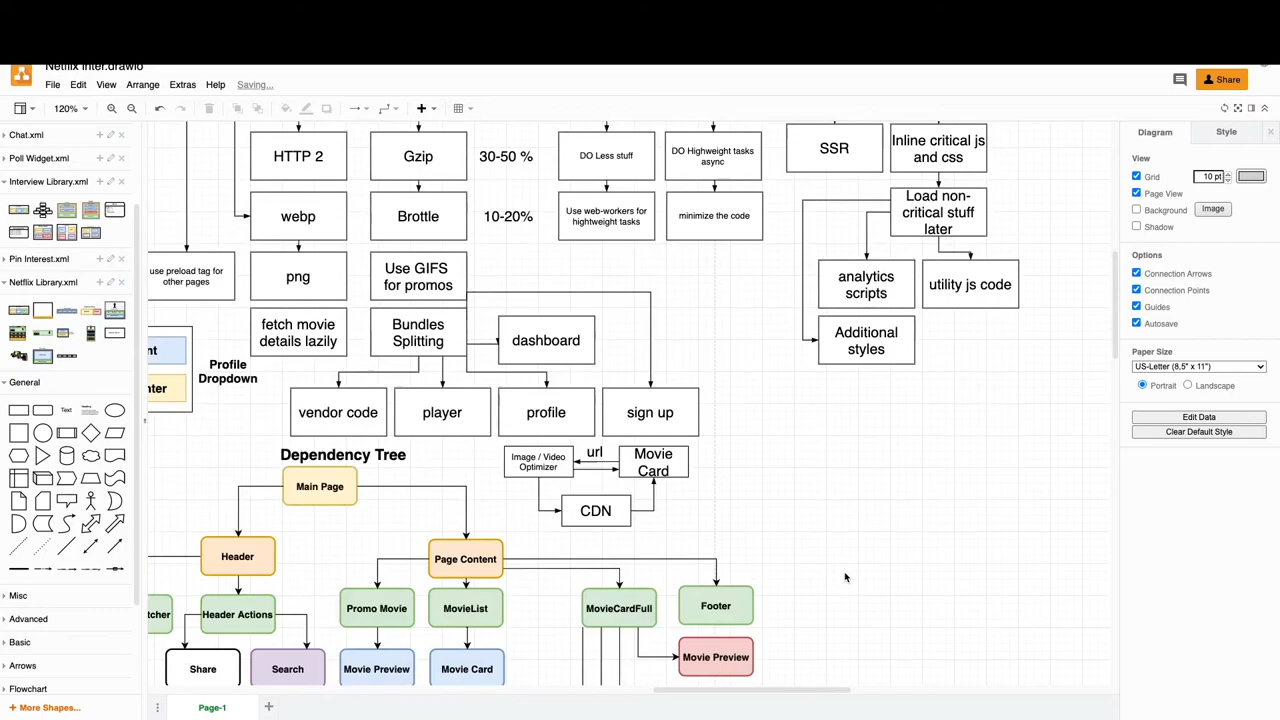 Netflix Inter.drawio
File Edit View Arrange Extras Help Saving...
Share
120%
Chat.xml
Poll Widget.xml
Interview Library.xml
Pin Interest.xml
Netflix Library.xml
General
Text
Misc
Advanced
Basic
Arrows
Flowchart
+ More Shapes...
HTTP 2
Gzip
30-50 %
DO Less stuff
DO Highweight tasks
async
SSR
Inline critical js
and css
webp
Brottle
10-20%
Use web-workers for
hightweight tasks
minimize the code
Load non-
critical stuff
later
use preload tag for
other pages
png
Use GIFS
for promos
analytics
scripts
utility js code
fetch movie
details lazily
Bundles
Splitting
dashboard
Additional
styles
nt
Profile
Dropdown
nter
vendor code
player
profile
sign up
Dependency Tree
Image / Video
Optimizer
url
Movie
Card
Main Page
CDN
Header
Page Content
tcher
Header Actions
Promo Movie
MovieList
MovieCardFull
Footer
Share
Search
Movie Preview
Movie Card
Movie Preview
Diagram
Style
View
Grid
10 pt
Page View
Background
Image
Shadow
Options
Connection Arrows
Connection Points
Guides
Autosave
Paper Size
US-Letter (8,5" x 11")
Portrait
Landscape
Edit Data
Clear Default Style
Page-1